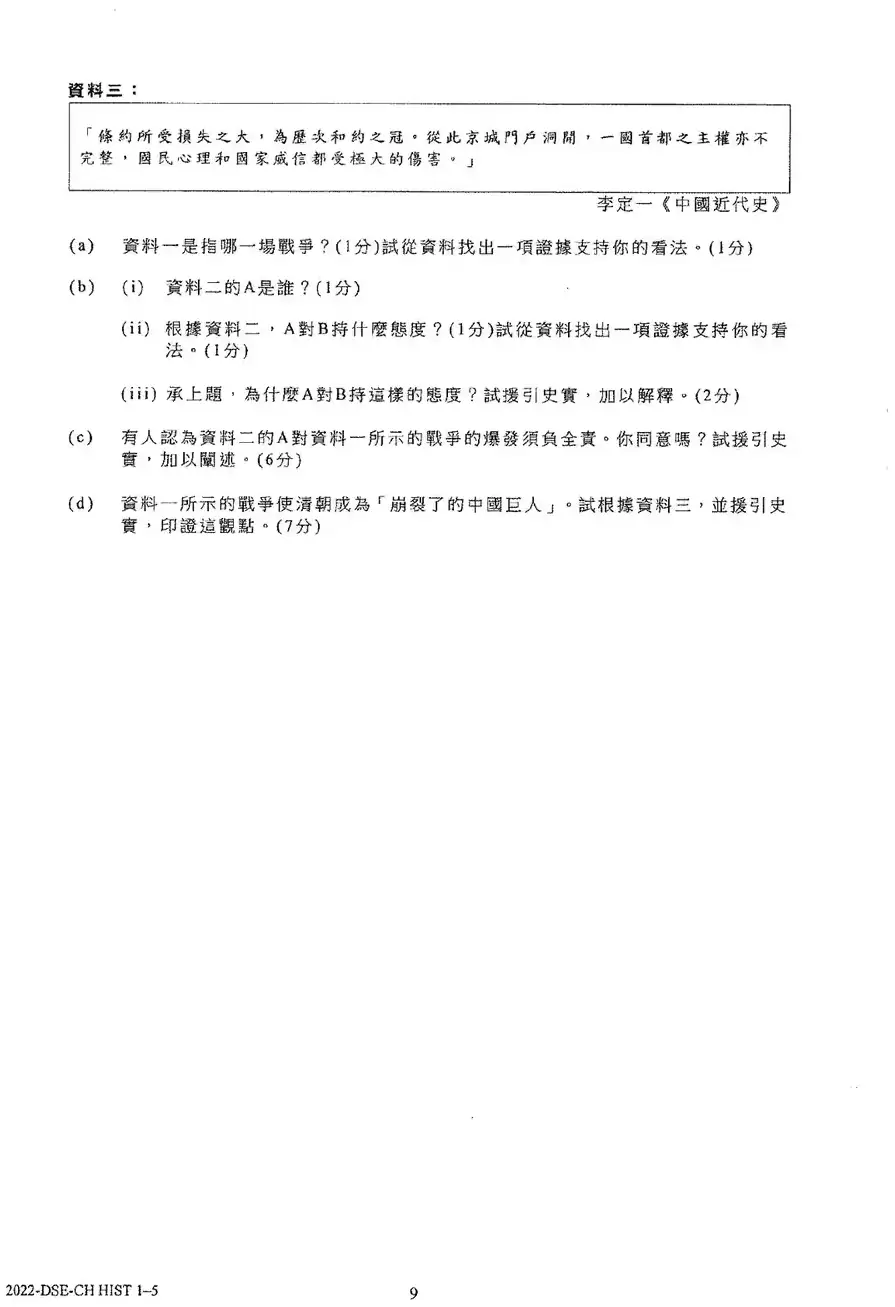 資料三：
「條約所受損失之大，為歷次和約之冠。從此京城門戶洞開，一國首都之主權亦不
完整，國民心理和國家威信都受極大的傷害。」
李定一《中國近代史》
(a) 資料一是指哪一場戰爭？(1分)試從資料找出一項證據支持你的看法。(1分)
(b) (i) 資料二的A是誰？(1分)
(ii) 根據資料二，A對B持什麼態度？(1分)試從資料找出一項證據支持你的看
法。(1分)
(iii) 承上題，為什麼A對B持這樣的態度？試援引史實，加以解釋。(2分)
(c) 有人認為資料二的A對資料一所示的戰爭的爆發須負全責。你同意嗎？試援引史
實，加以闡述。(6分)
(d) 資料一所示的戰爭使清朝成為「崩裂了的中國巨人」。試根據資料三，並援引史
實，印證這觀點。(7分)
2022-DSE-CH HIST 1–5
9